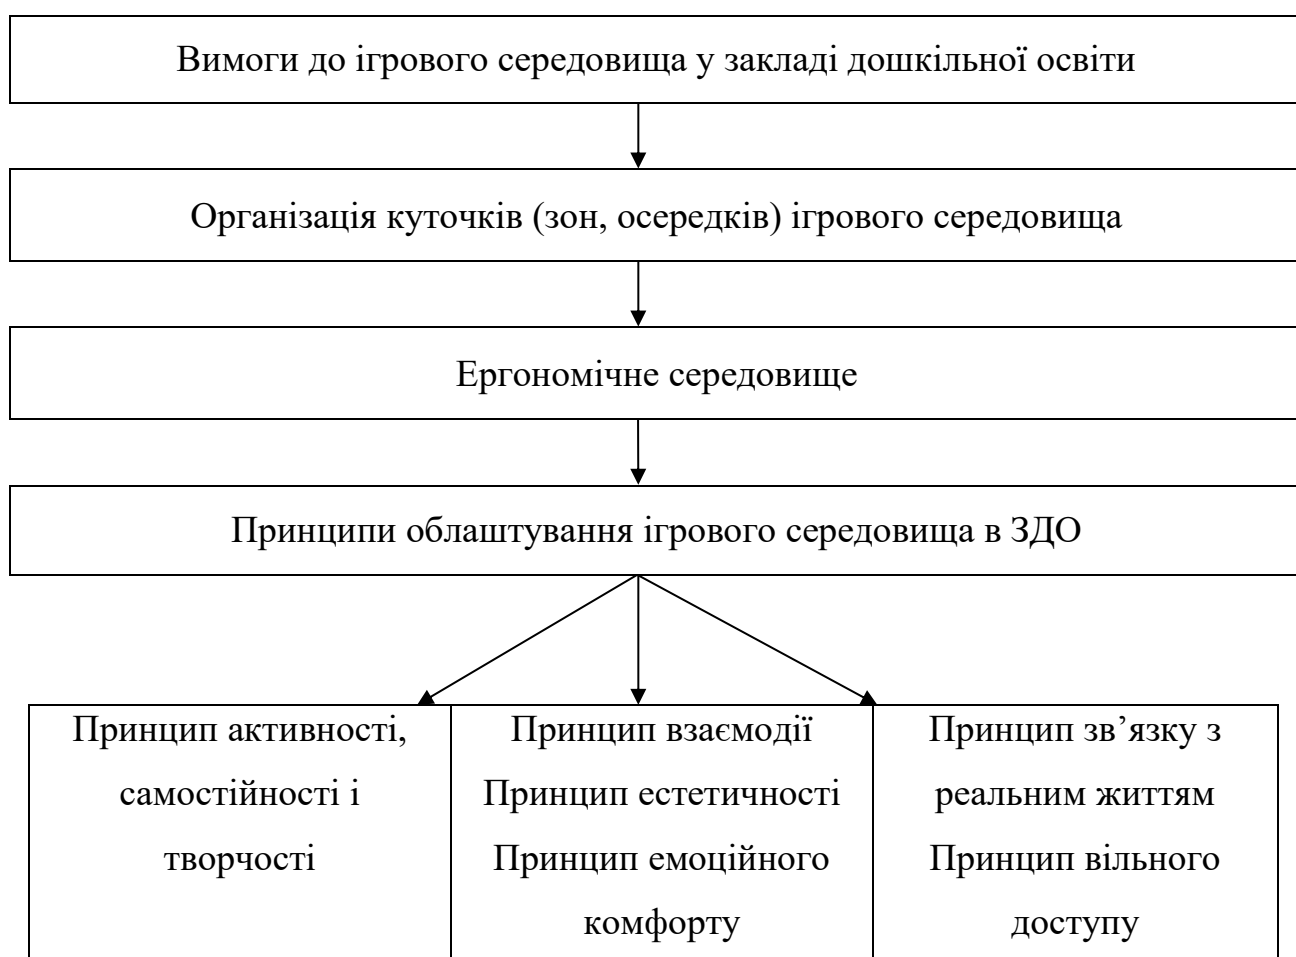 Вимоги до ігрового середовища у закладі дошкільної освіти
Організація куточків (зон, осередків) ігрового середовища
Ергономічне середовище
Принципи облаштування ігрового середовища в ЗДО
Принцип активності,
самостійності і
творчості
Принцип взаємодії
Принцип естетичності
Принцип емоційного
комфорту
Принцип зв’язку з
реальним життям
Принцип вільного
доступу